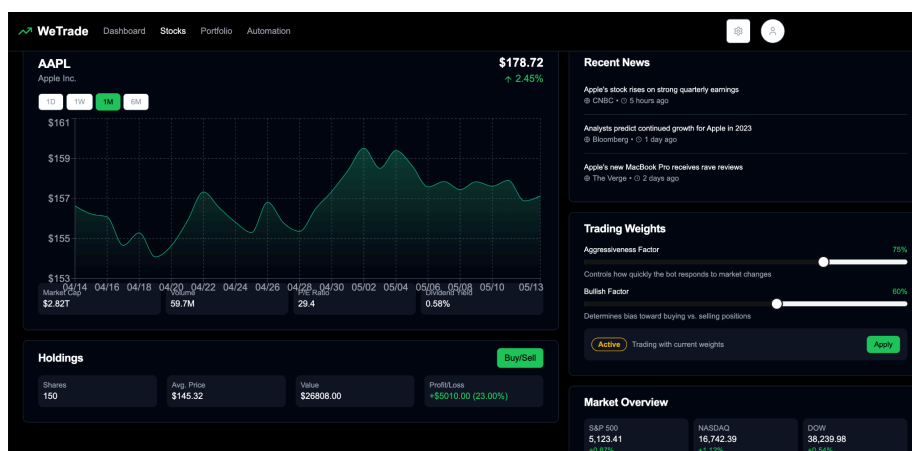 WeTrade Dashboard Stocks Portfolio Automation
AAPL
Apple Inc.
$178.72
↑ 2.45%
1D 1W 1M 6M
$161
$159
$157
$155
$153
04/14 04/16 04/18 04/20 04/22 04/24 04/26 04/28 04/30 05/02 05/04 05/06 05/08 05/10 05/13
Market Cap
$2.82T
Volume
59.7M
P/E Ratio
29.4
Dividend Yield
0.58%
Holdings
Buy/Sell
Shares
150
Avg. Price
$145.32
Value
$26808.00
Profit/Loss
+$5010.00 (23.00%)
Recent News
Apple's stock rises on strong quarterly earnings
CNBC • 5 hours ago
Analysts predict continued growth for Apple in 2023
Bloomberg • 1 day ago
Apple's new MacBook Pro receives rave reviews
The Verge • 2 days ago
Trading Weights
Aggressiveness Factor 75%
Controls how quickly the bot responds to market changes
Bullish Factor 60%
Determines bias toward buying vs. selling positions
Active Trading with current weights Apply
Market Overview
S&P 500
5,123.41
+0.87%
NASDAQ
16,742.39
+1.12%
DOW
38,239.98
+0.54%